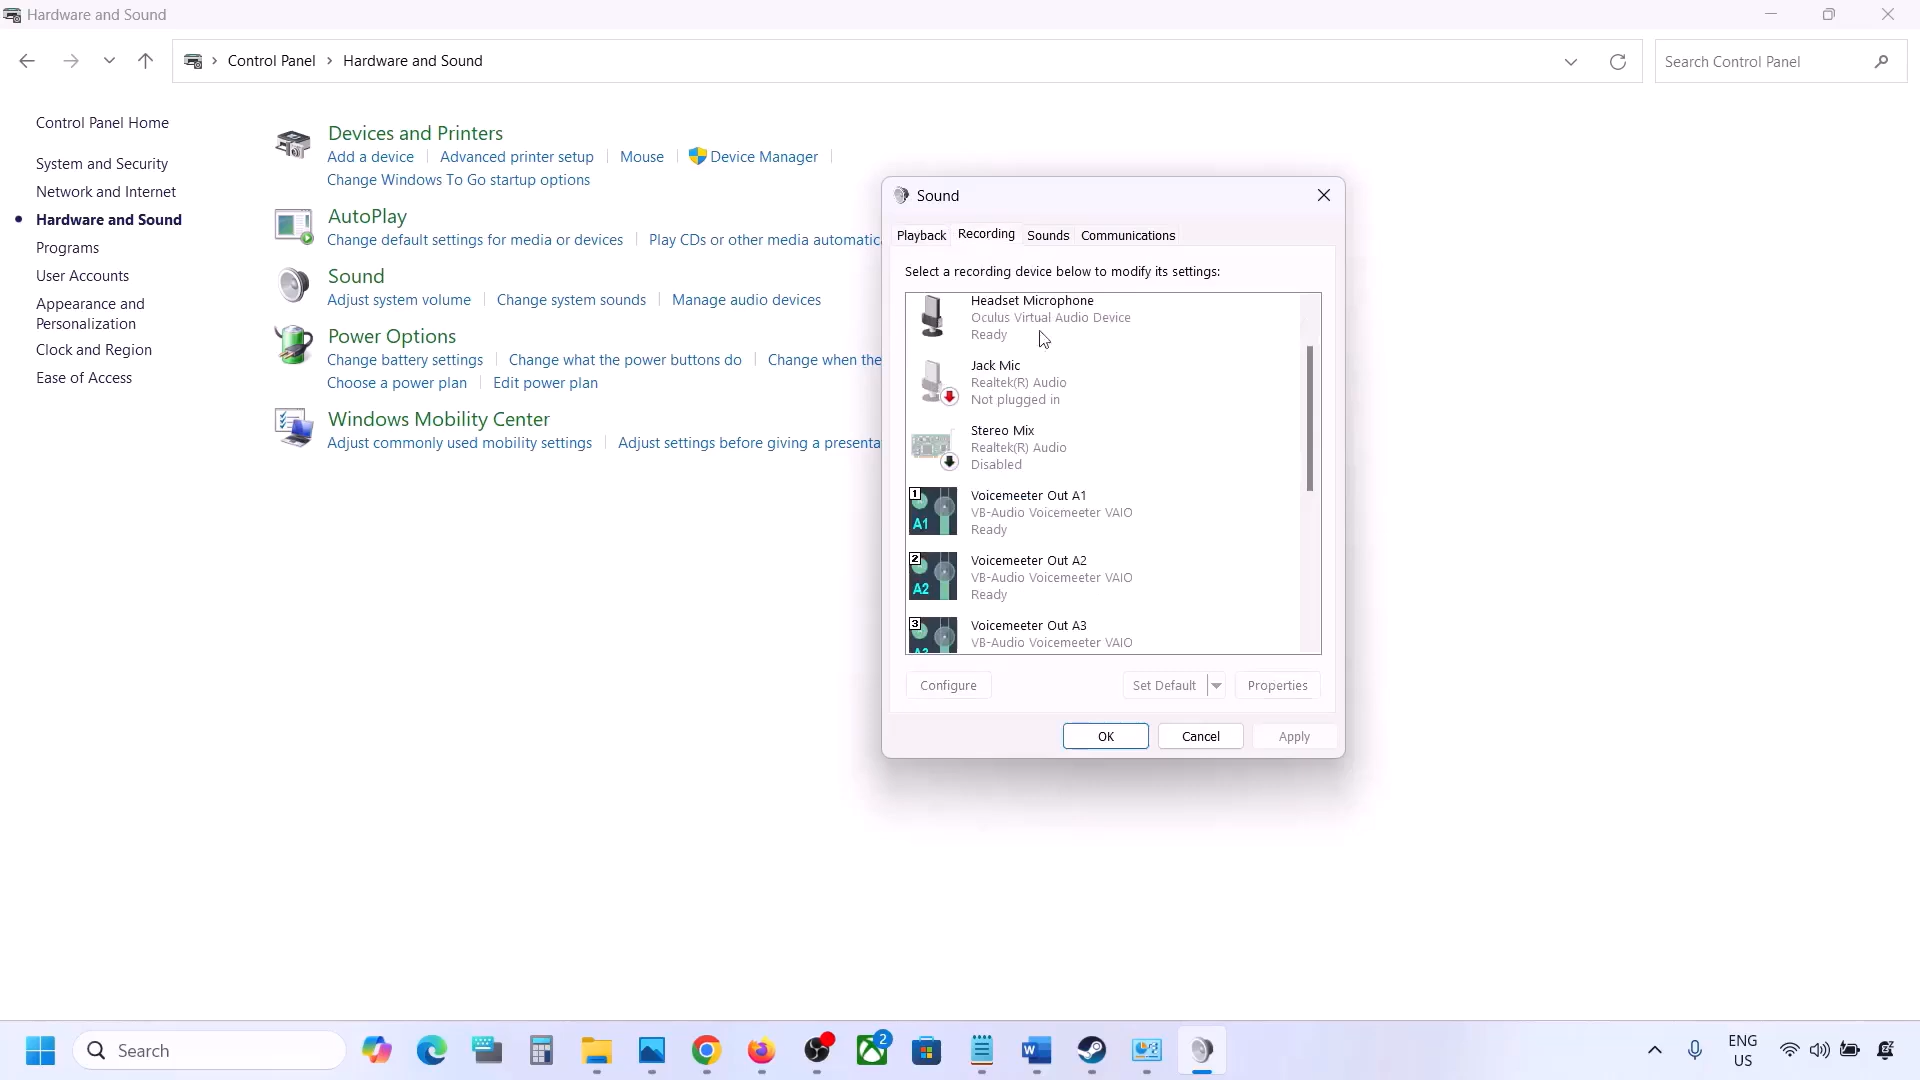 Hardware and Sound
Control Panel > Hardware and Sound
Search Control Panel
Control Panel Home
System and Security
Network and Internet
Hardware and Sound
Programs
User Accounts
Appearance and
Personalization
Clock and Region
Ease of Access
Devices and Printers
Add a device
Advanced printer setup
Mouse
Device Manager
Change Windows To Go startup options
AutoPlay
Change default settings for media or devices
Play CDs or other media automatic
Sound
Adjust system volume
Change system sounds
Manage audio devices
Power Options
Change battery settings
Change what the power buttons do
Change when the
Choose a power plan
Edit power plan
Windows Mobility Center
Adjust commonly used mobility settings
Adjust settings before giving a presenta
Sound
Playback
Recording
Sounds
Communications
Select a recording device below to modify its settings:
Headset Microphone
Oculus Virtual Audio Device
Ready
Jack Mic
Realtek(R) Audio
Not plugged in
Stereo Mix
Realtek(R) Audio
Disabled
1
A1
Voicemeeter Out A1
VB-Audio Voicemeeter VAIO
Ready
2
A2
Voicemeeter Out A2
VB-Audio Voicemeeter VAIO
Ready
3
A3
Voicemeeter Out A3
VB-Audio Voicemeeter VAIO
Configure
Set Default
Properties
OK
Cancel
Apply
Search
2
ENG
US